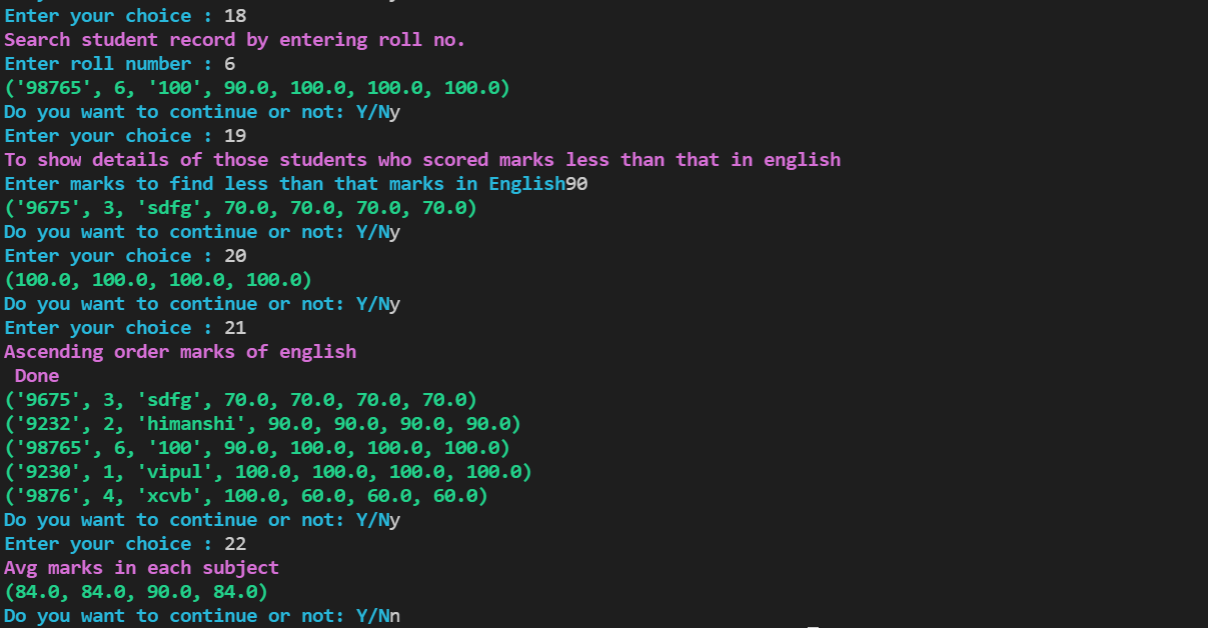 Enter your choice : 18
Search student record by entering roll no.
Enter roll number : 6
('98765', 6, '100', 90.0, 100.0, 100.0, 100.0)
Do you want to continue or not: Y/Ny
Enter your choice : 19
To show details of those students who scored marks less than that in english
Enter marks to find less than that marks in English90
('9675', 3, 'sdfg', 70.0, 70.0, 70.0, 70.0)
Do you want to continue or not: Y/Ny
Enter your choice : 20
(100.0, 100.0, 100.0, 100.0)
Do you want to continue or not: Y/Ny
Enter your choice : 21
Ascending order marks of english
 Done
('9675', 3, 'sdfg', 70.0, 70.0, 70.0, 70.0)
('9232', 2, 'himanshi', 90.0, 90.0, 90.0, 90.0)
('98765', 6, '100', 90.0, 100.0, 100.0, 100.0)
('9230', 1, 'vipul', 100.0, 100.0, 100.0, 100.0)
('9876', 4, 'xcvb', 100.0, 60.0, 60.0, 60.0)
Do you want to continue or not: Y/Ny
Enter your choice : 22
Avg marks in each subject
(84.0, 84.0, 90.0, 84.0)
Do you want to continue or not: Y/Nn